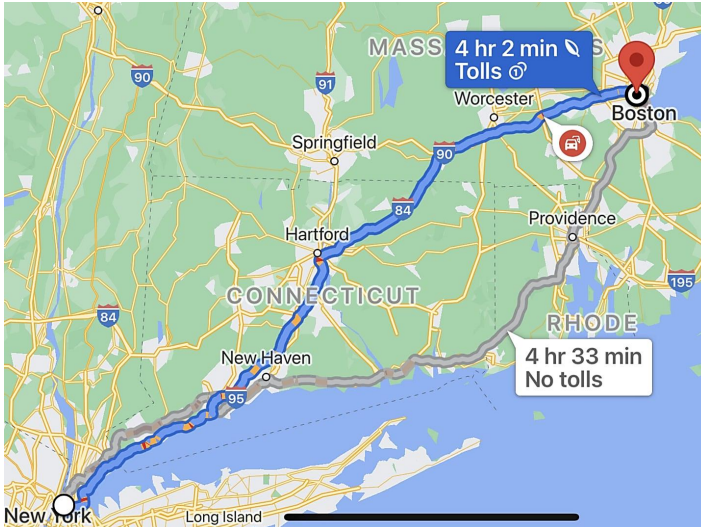 MASS
S
4 hr 2 min
Tolls
90
91
Worcester
Boston
Springfield
90
84
Providence
Hartford
195
CONNECTICUT
84
RHODE
4 hr 33 min
No tolls
New Haven
95
New York
Long Island